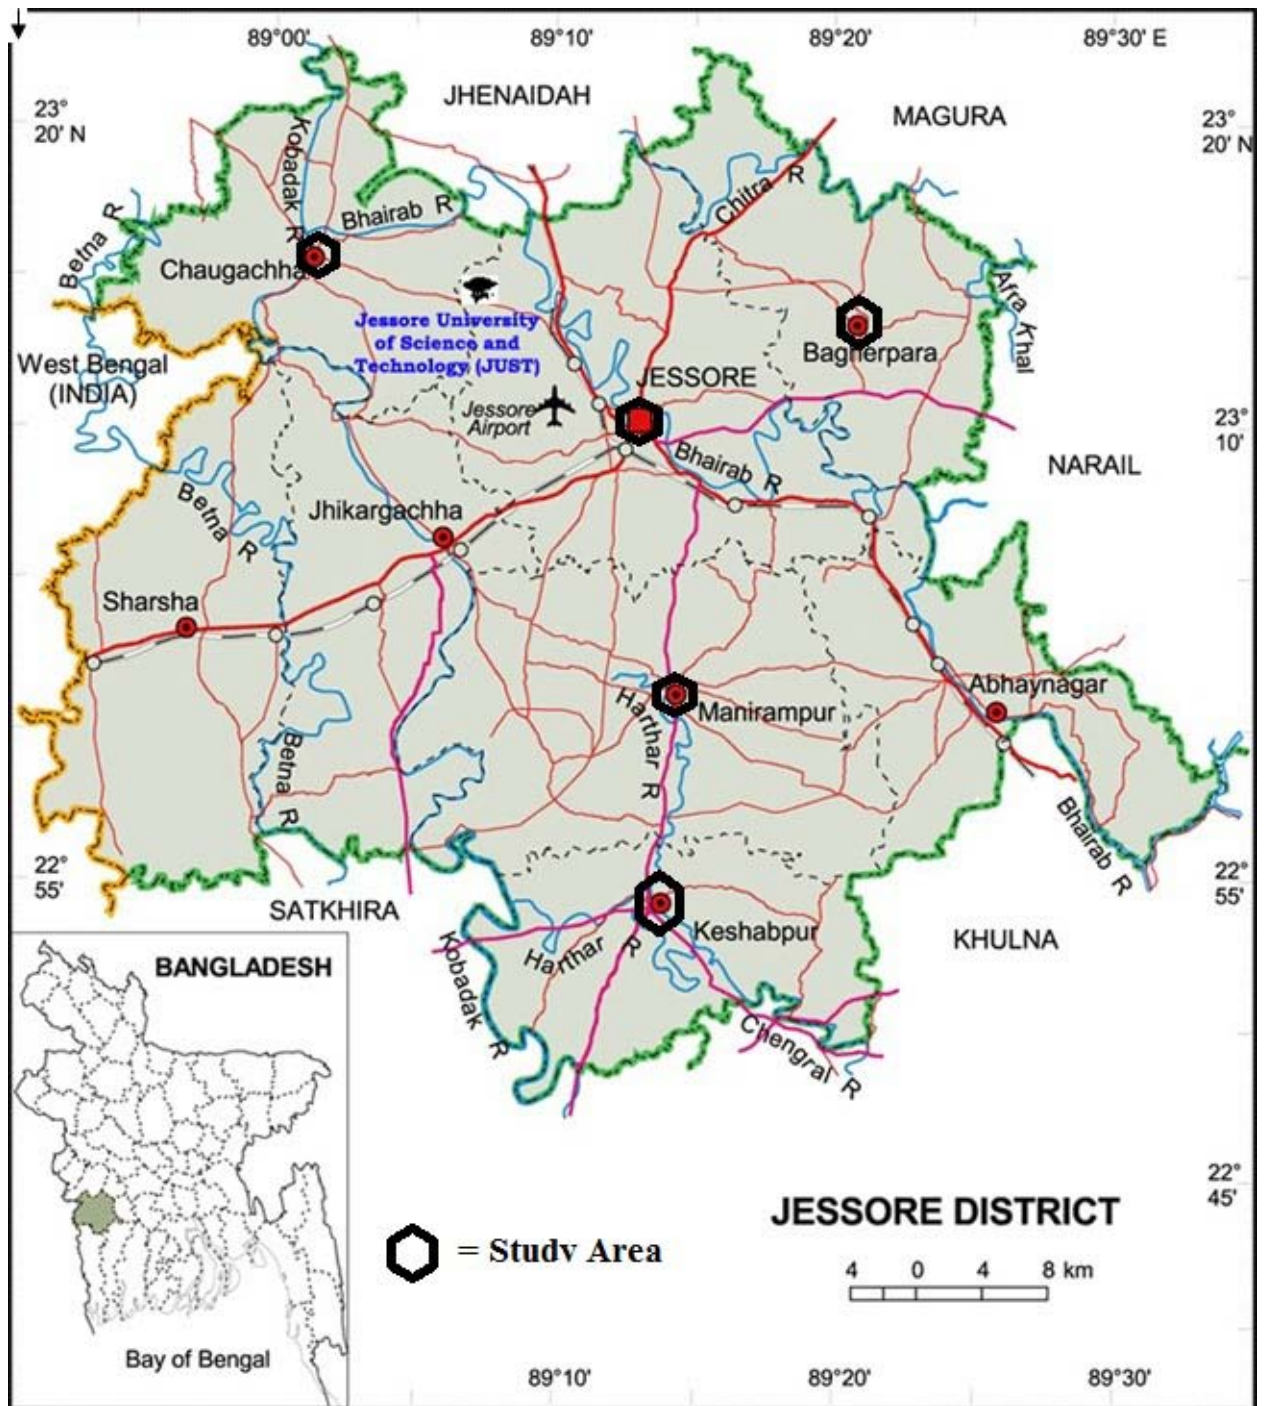 89°00'
89°10'
89°20'
89°30' E
JHENAIDAH
MAGURA
23°
20' N
23°
20' N
Kobadak R
Chitra R
Bhairab R
Betna R
Chaugachha
Afra Khal
Jessore University
of Science and
Technology (JUST)
Bagherpara
West Bengal
(INDIA)
JESSORE
Jessore
Airport
23°
10'
Bhairab R
NARAIL
Betna R
Jhikargachha
Sharsha
Abhaynagar
Manirampur
Harthar R
Betna R
Bhairab R
22°
55'
22°
55'
SATKHIRA
Keshabpur
KHULNA
Kobadak R
Harthar R
BANGLADESH
Chengral R
22°
45'
JESSORE DISTRICT
= Study Area
4 0 4 8 km
Bay of Bengal
89°10'
89°20'
89°30'